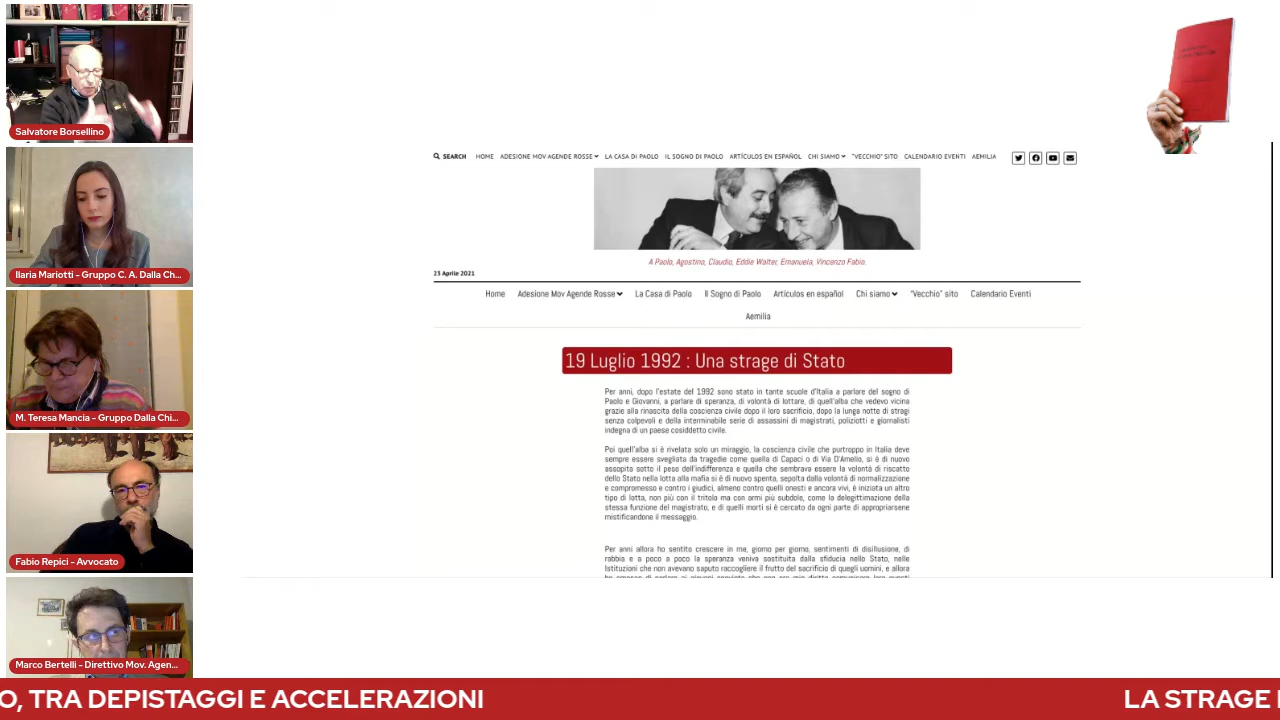 Salvatore Borsellino
Ilaria Mariotti - Gruppo C. A. Dalla Ch...
M. Teresa Mancia - Gruppo Dalla Chi...
Fabio Repici - Avvocato
Marco Bertelli - Direttivo Mov. Agen...
SEARCH HOME ADESIONE MOV AGENDE ROSSE LA CASA DI PAOLO IL SOGNO DI PAOLO ARTÍCULOS EN ESPAÑOL CHI SIAMO "VECCHIO" SITO CALENDARIO EVENTI AEMILIA
A Paolo, Agostino, Claudio, Eddie Walter, Emanuela, Vincenzo Fabio.
23 Aprile 2021
Home Adesione Mov Agende Rosse La Casa di Paolo Il Sogno di Paolo Artículos en español Chi siamo "Vecchio" sito Calendario Eventi
Aemilia
19 Luglio 1992 : Una strage di Stato
Per anni, dopo l'estate del 1992 sono stato in tante scuole d'Italia a parlare del sogno di
Paolo e Giovanni, a parlare di speranza, di volontà di lottare, di quell'alba che vedevo vicina
grazie alla rinascita della coscienza civile dopo il loro sacrificio, dopo la lunga notte di stragi
senza colpevoli e della interminabile serie di assassini di magistrati, poliziotti e giornalisti
indegna di un paese cosiddetto civile.
Poi quell'alba si è rivelata solo un miraggio, la coscienza civile che purtroppo in Italia deve
sempre essere svegliata da tragedie come quella di Capaci o di Via D'Amelio, si è di nuovo
assopita sotto il peso dell'indifferenza e quella che sembrava essere la volontà di riscatto
dello Stato nella lotta alla mafia si è di nuovo spenta, sepolta dalla volontà di normalizzazione
e compromesso e contro i giudici, almeno contro quelli onesti e ancora vivi, è iniziata un altro
tipo di lotta, non più con il tritolo ma con armi più subdole, come la delegittimazione della
stessa funzione del magistrato, e di quelli morti si è cercato da ogni parte di appropriarsene
mistificandone il messaggio.
Per anni allora ho sentito crescere in me, giorno per giorno, sentimenti di disillusione, di
rabbia e a poco a poco la speranza veniva sostituita dalla sfiducia nello Stato, nelle
Istituzioni che non avevano saputo raccogliere il frutto del sacrificio di quegli uomini, e allora
O, TRA DEPISTAGGI E ACCELERAZIONI
LA STRAGE